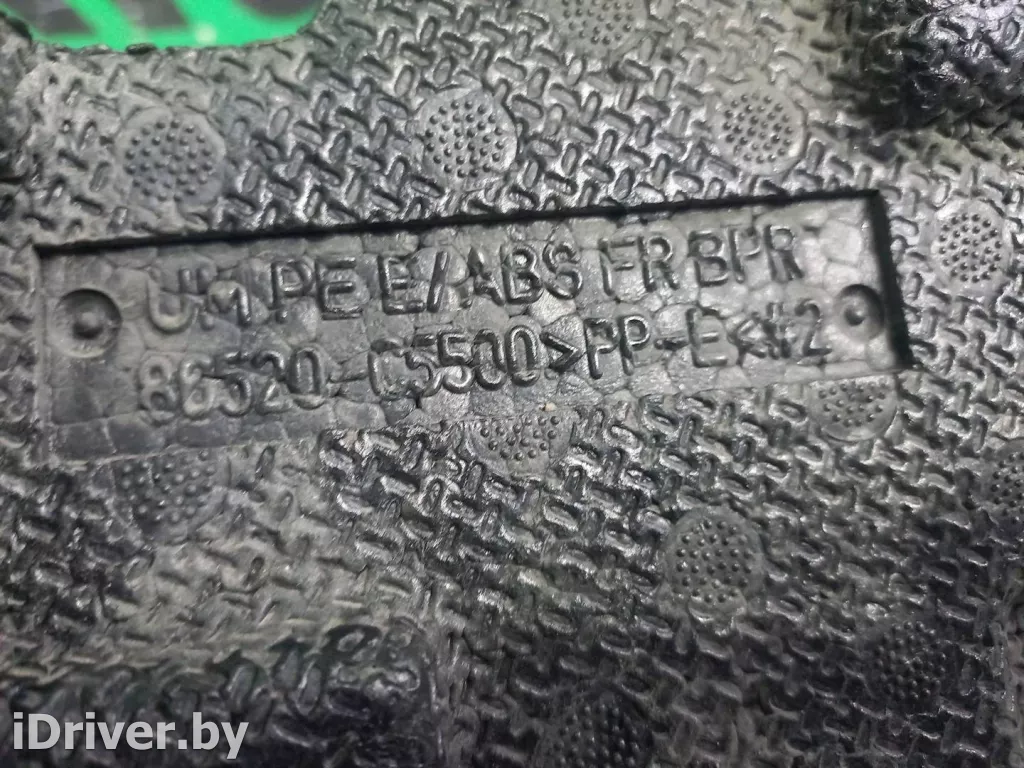 UM PE E/ABS FR BPR
86520-C5500>PP-E<#2
iDriver.by